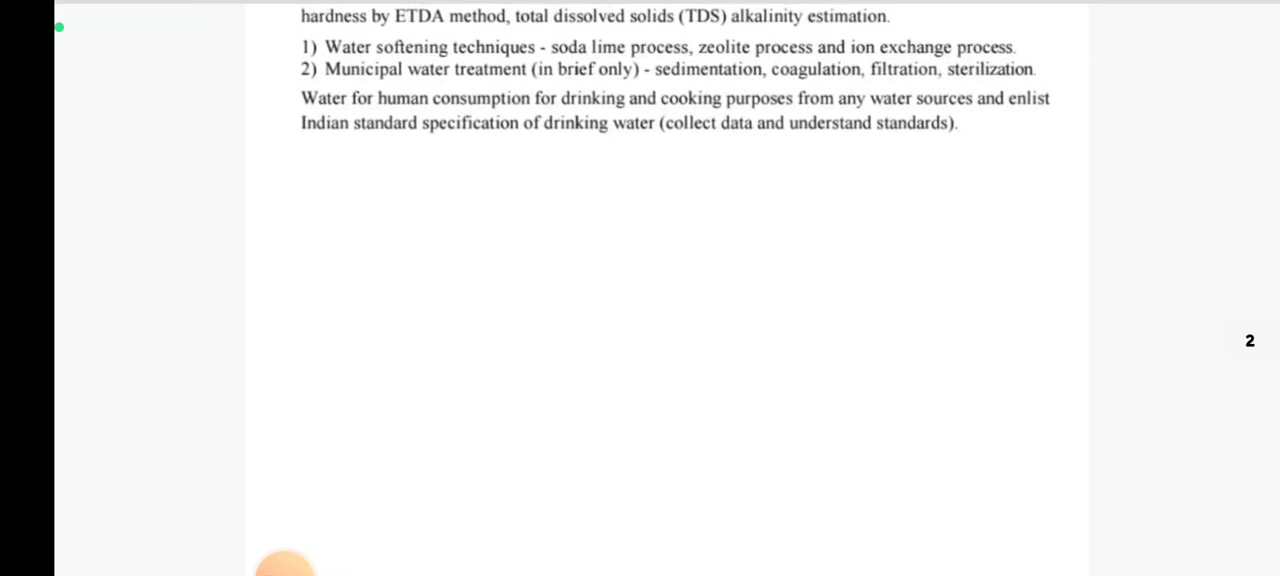 hardness by ETDA method, total dissolved solids (TDS) alkalinity estimation.
1) Water softening techniques - soda lime process, zeolite process and ion exchange process.
2) Municipal water treatment (in brief only) - sedimentation, coagulation, filtration, sterilization.
Water for human consumption for drinking and cooking purposes from any water sources and enlist
Indian standard specification of drinking water (collect data and understand standards).
2